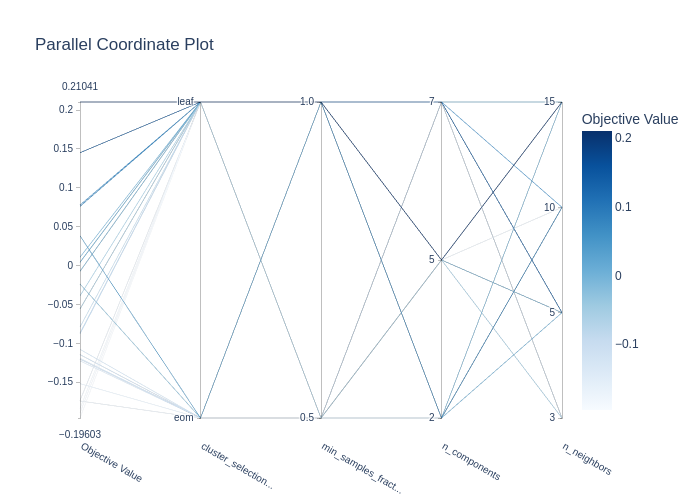 Parallel Coordinate Plot
0.21041
0.2
0.15
0.1
0.05
0
−0.05
−0.1
−0.15
−0.19603
leaf
eom
1.0
0.5
7
5
2
15
10
5
3
Objective Value
cluster_selection...
min_samples_fract...
n_components
n_neighbors
Objective Value
0.2
0.1
0
−0.1